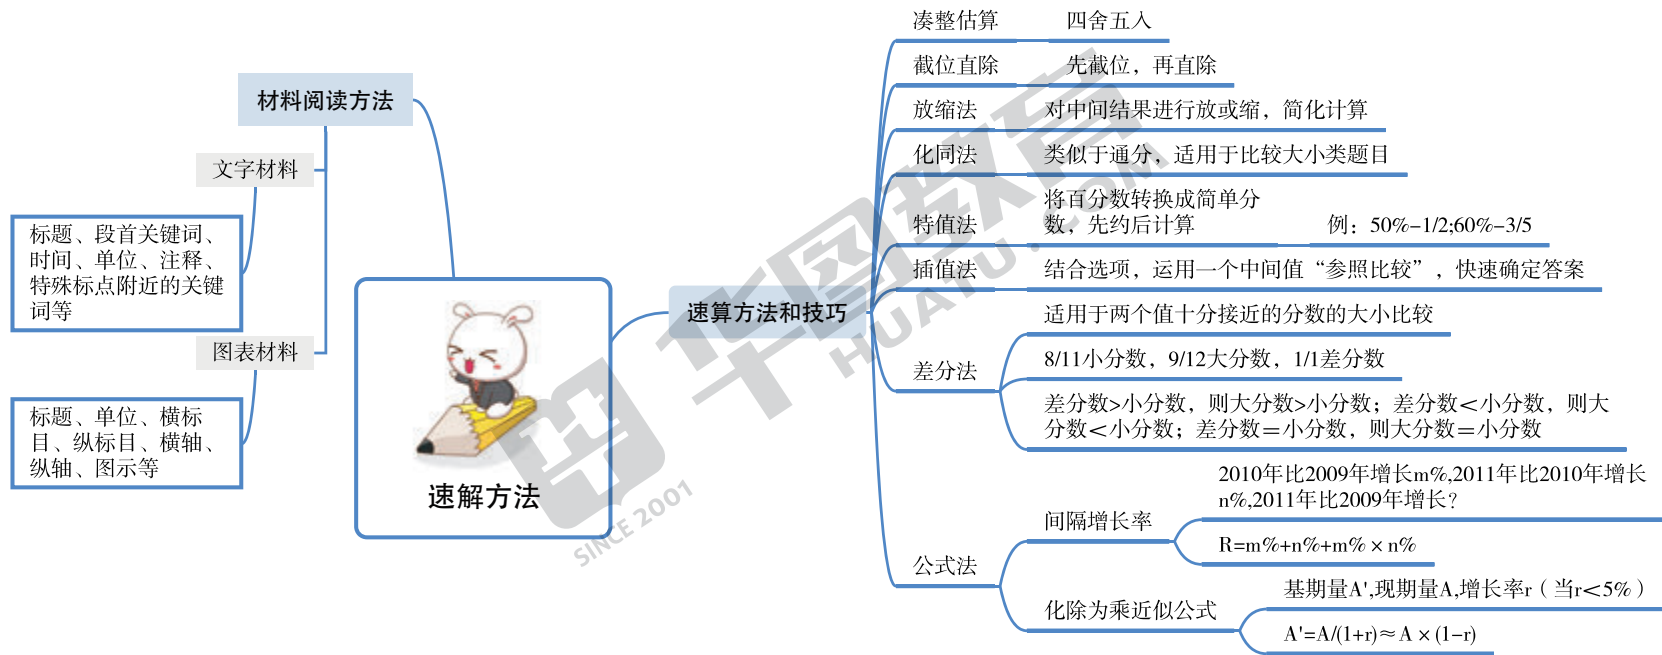 材料阅读方法
文字材料
标题、段首关键词、
时间、单位、注释、
特殊标点附近的关键
词等
图表材料
标题、单位、横标
目、纵标目、横轴、
纵轴、图示等
速解方法
速算方法和技巧
凑整估算
四舍五入
截位直除
先截位，再直除
放缩法
对中间结果进行放或缩，简化计算
化同法
类似于通分，适用于比较大小类题目
特值法
将百分数转换成简单分
数，先约后计算
例：50%-1/2;60%-3/5
插值法
结合选项，运用一个中间值“参照比较”，快速确定答案
差分法
适用于两个值十分接近的分数的大小比较
8/11小分数，9/12大分数，1/1差分数
差分数>小分数，则大分数>小分数；差分数＜小分数，则大
分数＜小分数；差分数＝小分数，则大分数＝小分数
公式法
间隔增长率
2010年比2009年增长m%,2011年比2010年增长
n%,2011年比2009年增长？
R=m%+n%+m%×n%
化除为乘近似公式
基期量A',现期量A,增长率r（当r＜5%）
A'=A/(1+r)≈A×(1-r)
华图教育
HUATU.COM
SINCE 2001